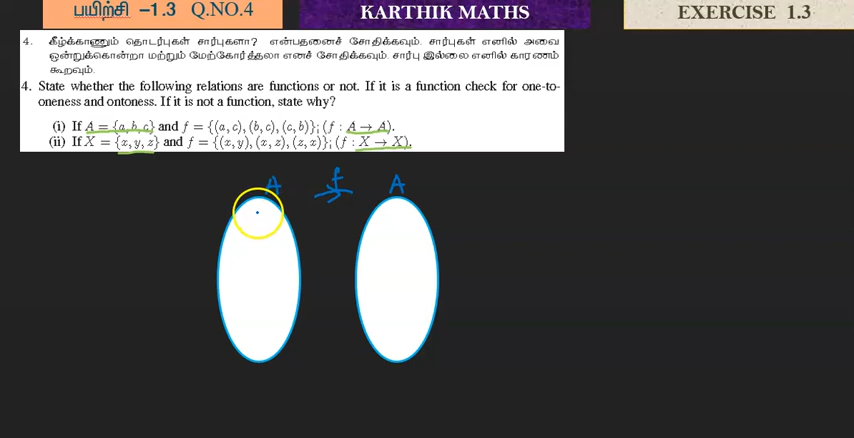 பயிற்சி –1.3 Q.NO.4
KARTHIK MATHS
EXERCISE 1.3
4. கீழ்க்காணும் தொடர்புகள் சார்புகளா? என்பதனைச் சோதிக்கவும். சார்புகள் எனில் அவை
ஒன்றுக்கொன்றா மற்றும் மேற்கோர்த்தலா எனச் சோதிக்கவும். சார்பு இல்லை எனில் காரணம்
கூறவும்.
4. State whether the following relations are functions or not. If it is a function check for one-to-
oneness and ontoness. If it is not a function, state why?
(i) If A = {a, b, c} and f = {(a, c), (b, c), (c, b)}; (f : A → A).
(ii) If X = {x, y, z} and f = {(x, y), (x, z), (z, x)}; (f : X → X).
A f A